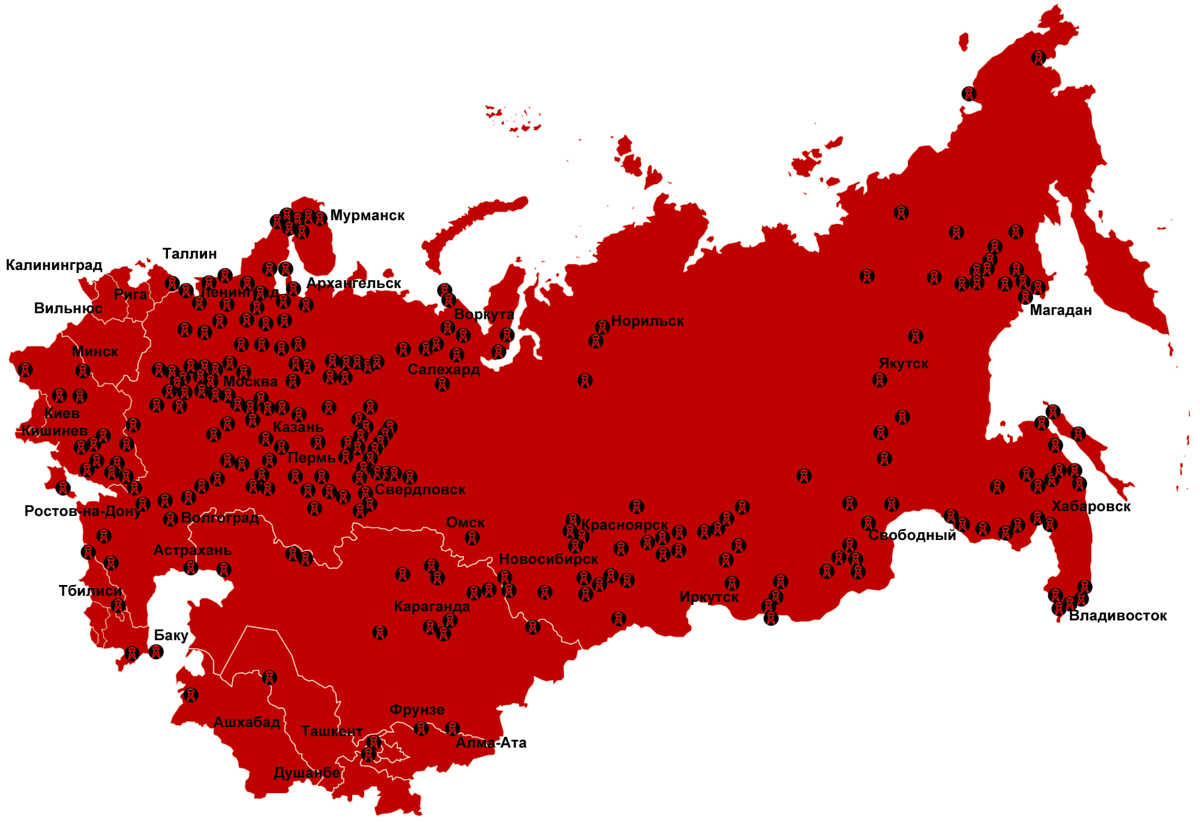 Мурманск
Таллин
Калининград
Архангельск
Рига
Ленинград
Вильнюс
Воркута
Норильск
Магадан
Минск
Салехард
Якутск
Москва
Киев
Казань
Кишинев
Пермь
Свердловск
Хабаровск
Ростов-на-Дону
Волгоград
Омск
Красноярск
Свободный
Астрахань
Новосибирск
Тбилиси
Иркутск
Караганда
Владивосток
Баку
Фрунзе
Ашхабад
Ташкент
Алма-Ата
Душанбе